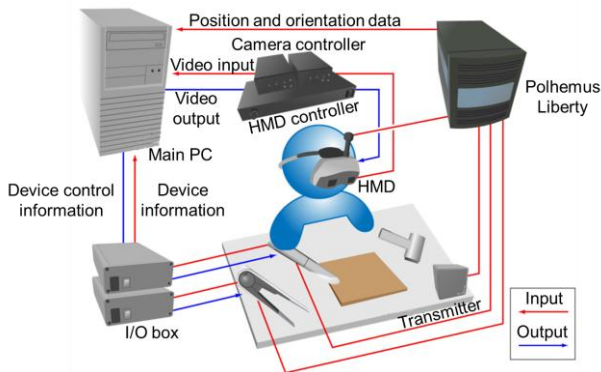 Position and orientation data
Camera controller
Video input
Video
output
HMD controller
Polhemus
Liberty
Main PC
HMD
Device control
information
Device
information
I/O box
Transmitter
Input
Output